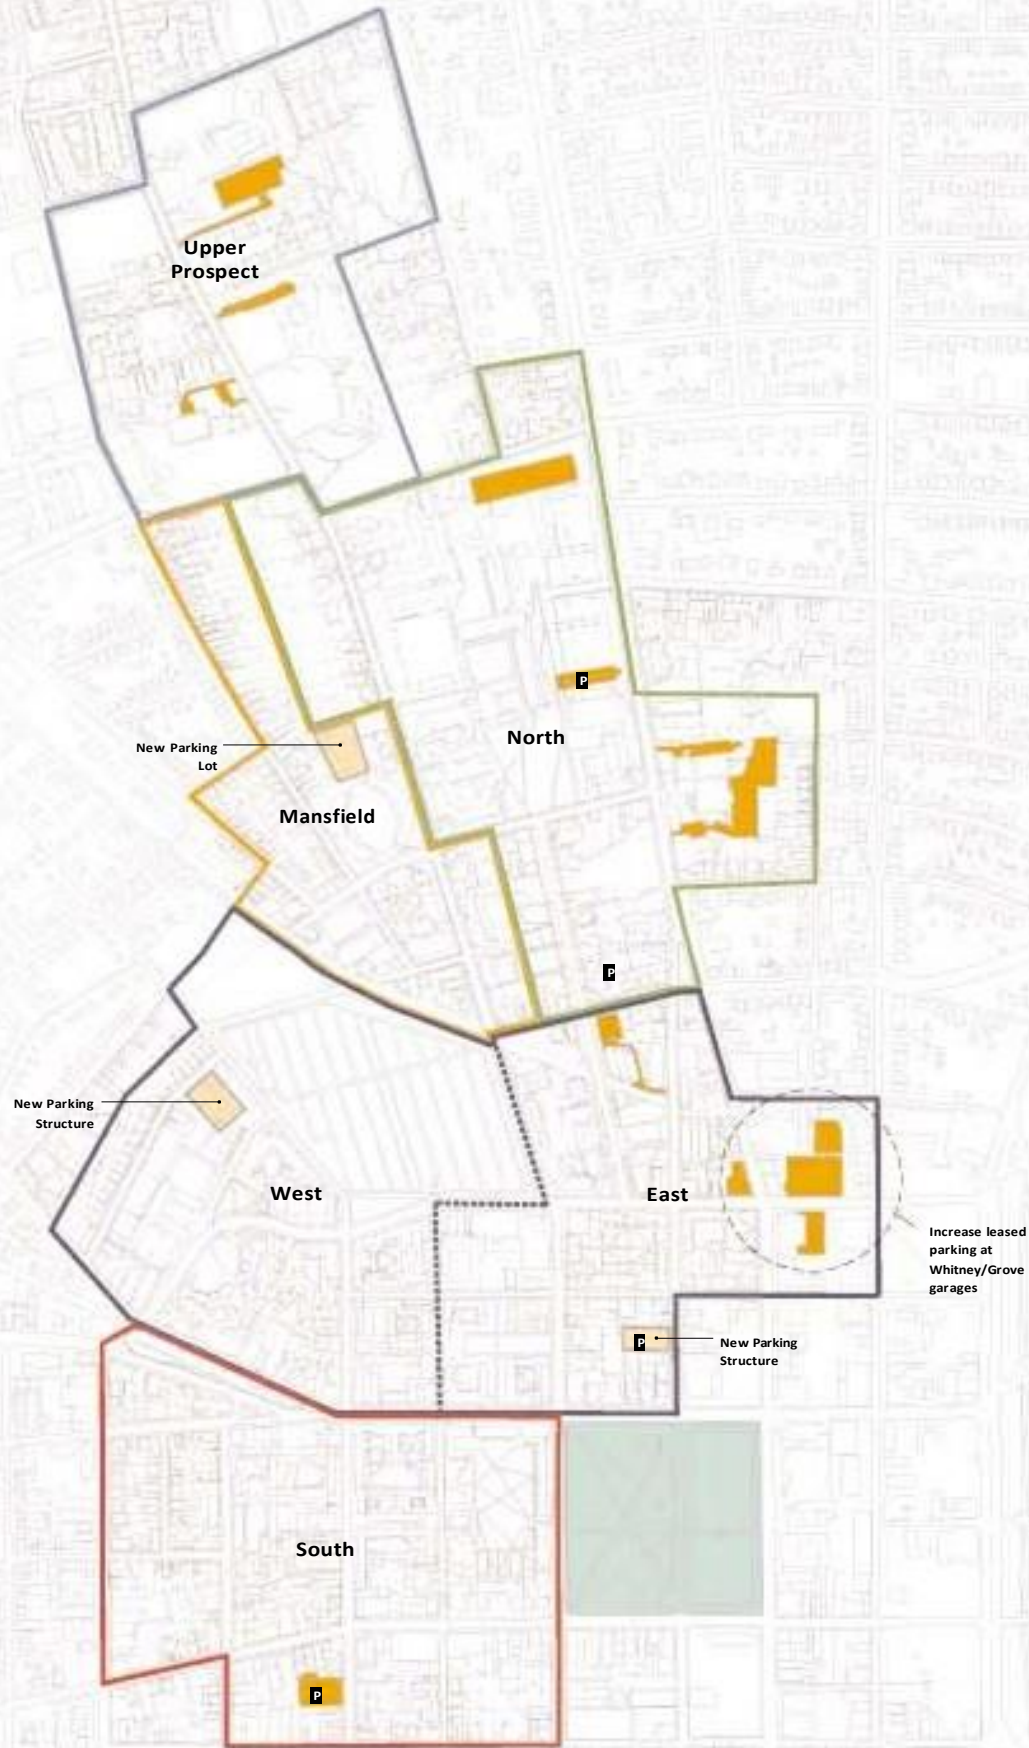 Upper
Prospect
P
North
New Parking
Lot
Mansfield
P
New Parking
Structure
West
East
Increase leased
parking at
Whitney/Grove
garages
P
New Parking
Structure
South
P